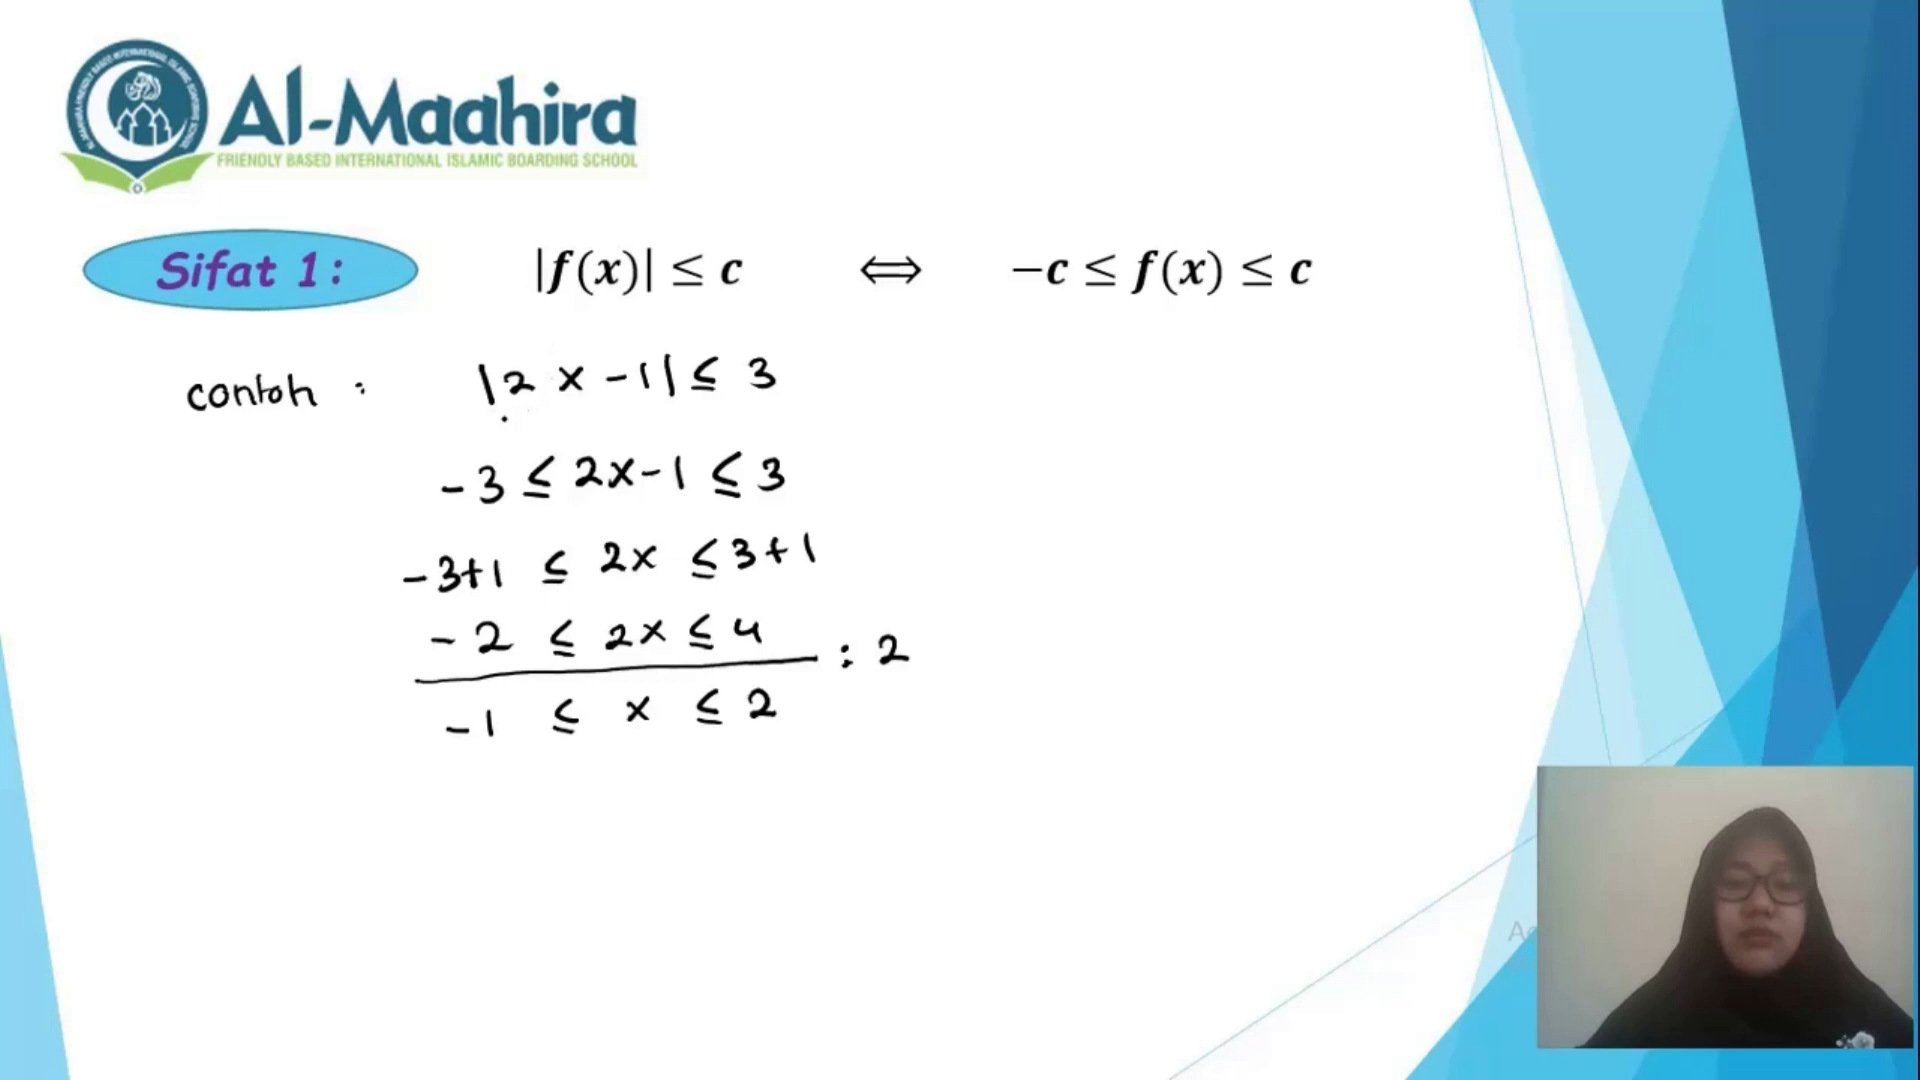 Al-Maahira
FRIENDLY BASED INTERNATIONAL ISLAMIC BOARDING SCHOOL
Sifat 1: |f(x)| ≤ c ⟺ -c ≤ f(x) ≤ c
contoh : |2x-1| ≤ 3
-3 ≤ 2x-1 ≤ 3
-3+1 ≤ 2x ≤ 3+1
-2 ≤ 2x ≤ 4 : 2
-1 ≤ x ≤ 2